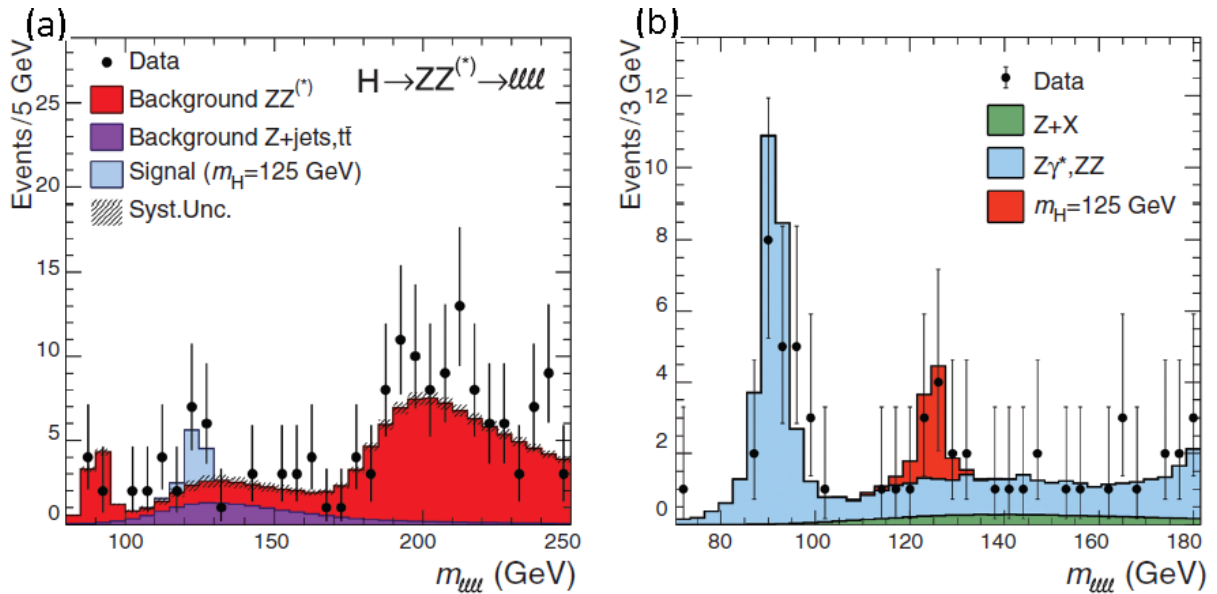 (a)
Events/5 GeV
25
20
15
10
5
0
Data
Background ZZ(*)
Background Z+jets,tt̄
Signal (mH=125 GeV)
Syst.Unc.
H→ZZ(*)→ℓℓℓℓ
100
150
200
250
mℓℓℓℓ (GeV)
(b)
Events/3 GeV
12
10
8
6
4
2
0
Data
Z+X
Zγ*,ZZ
mH=125 GeV
80
100
120
140
160
180
mℓℓℓℓ (GeV)